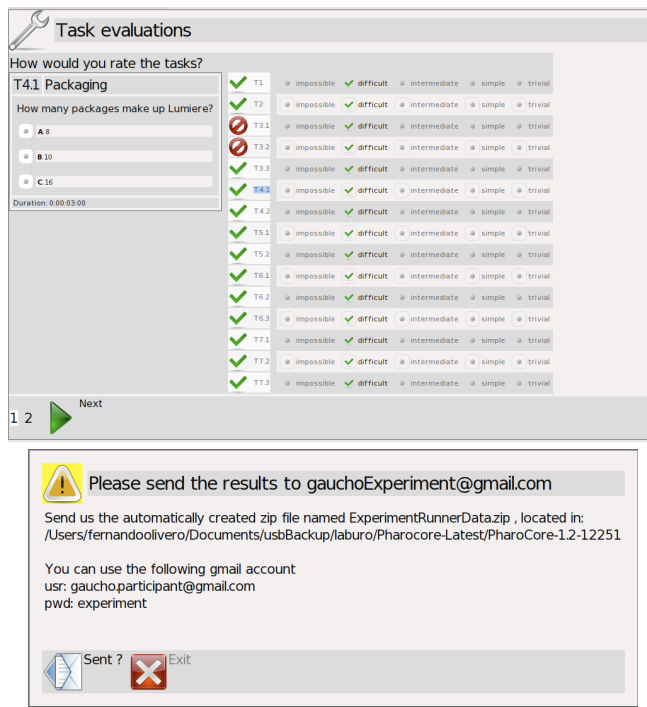 Task evaluations
How would you rate the tasks?
T4.1 Packaging
How many packages make up Lumiere?
A 8
B 10
C 16
Duration: 0:00:03:00
T1 impossible difficult intermediate simple trivial
T2 impossible difficult intermediate simple trivial
T3.1 impossible difficult intermediate simple trivial
T3.2 impossible difficult intermediate simple trivial
T3.3 impossible difficult intermediate simple trivial
T4.1 impossible difficult intermediate simple trivial
T4.2 impossible difficult intermediate simple trivial
T5.1 impossible difficult intermediate simple trivial
T5.2 impossible difficult intermediate simple trivial
T6.1 impossible difficult intermediate simple trivial
T6.2 impossible difficult intermediate simple trivial
T6.3 impossible difficult intermediate simple trivial
T7.1 impossible difficult intermediate simple trivial
T7.2 impossible difficult intermediate simple trivial
T7.3 impossible difficult intermediate simple trivial
1 2 Next
Please send the results to gauchoExperiment@gmail.com
Send us the automatically created zip file named ExperimentRunnerData.zip , located in:
/Users/fernandoolivero/Documents/usbBackup/laburo/Pharocore-Latest/PharoCore-1.2-12251
You can use the following gmail account
usr: gaucho.participant@gmail.com
pwd: experiment
Sent ? Exit